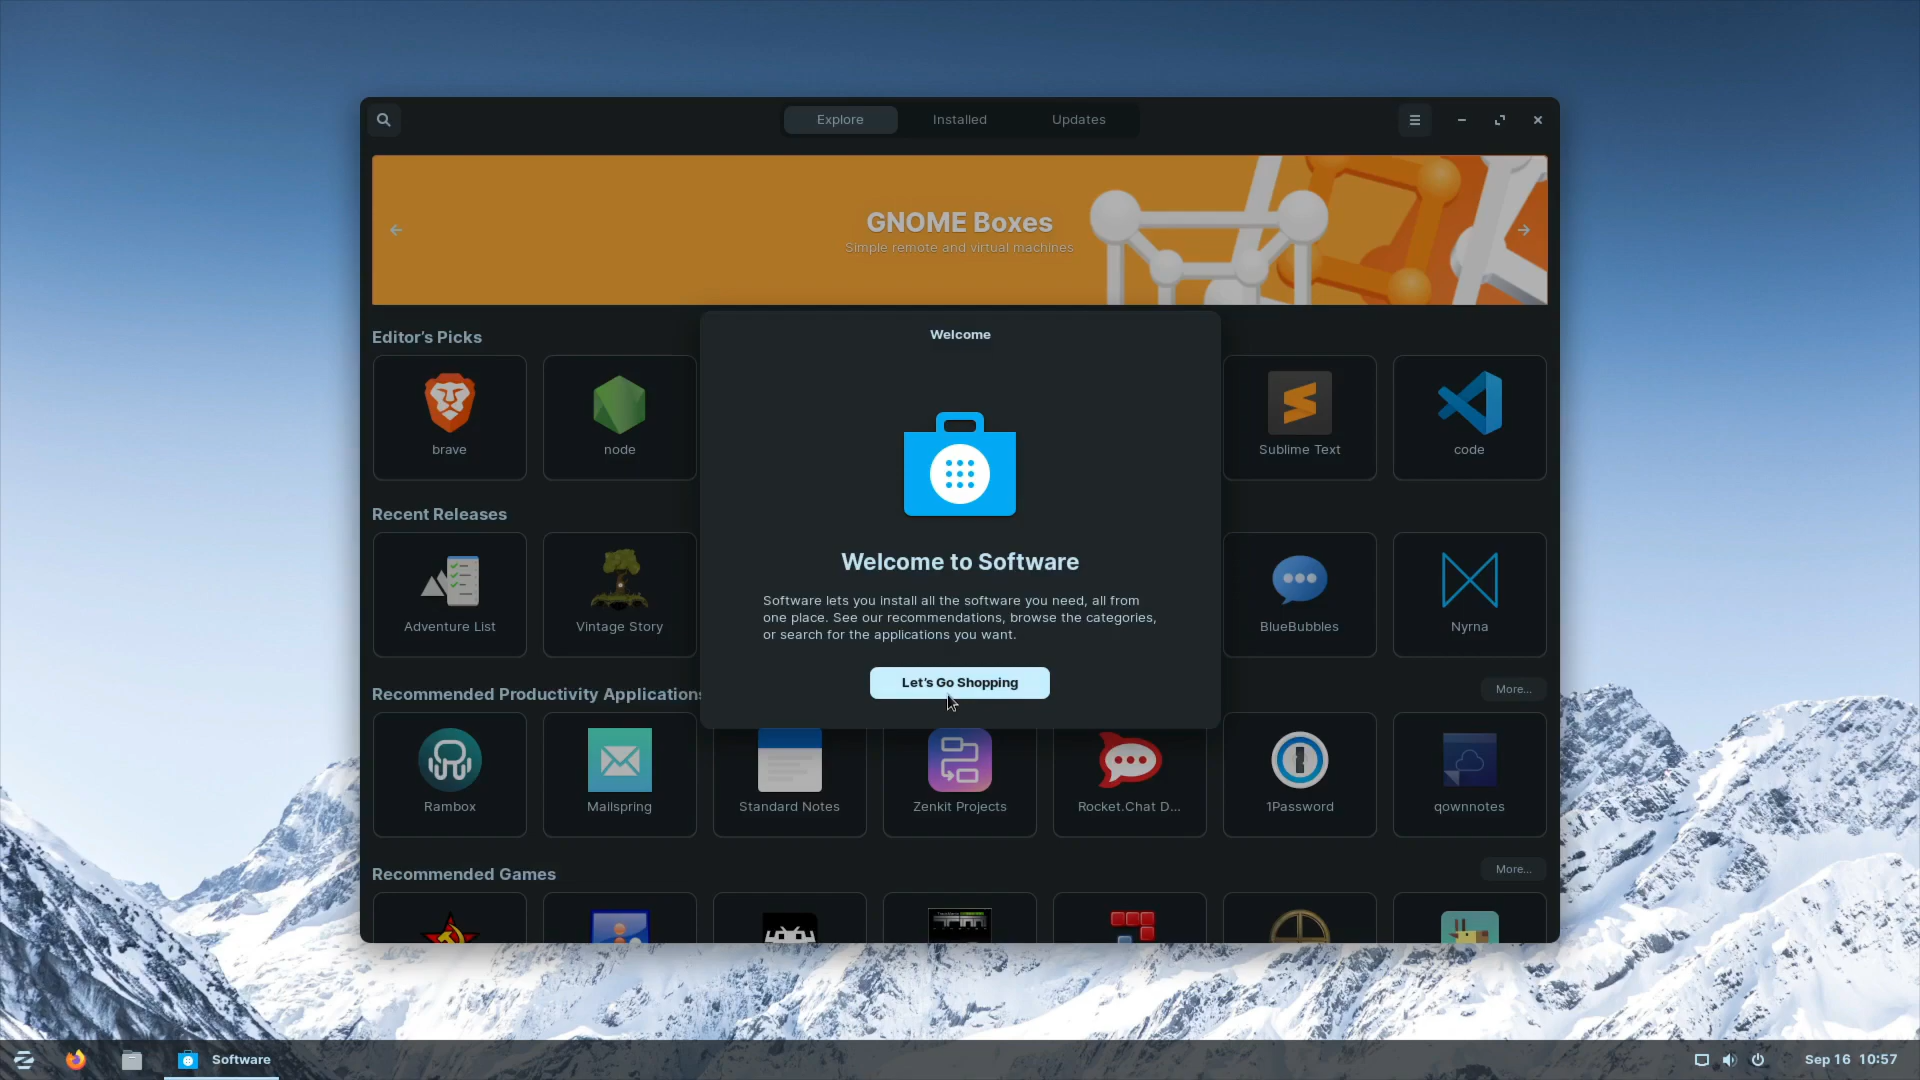 Explore
Installed
Updates
GNOME Boxes
Simple remote and virtual machines
Editor’s Picks
brave
node
Sublime Text
code
Welcome
Welcome to Software
Software lets you install all the software you need, all from
one place. See our recommendations, browse the categories,
or search for the applications you want.
Let’s Go Shopping
Recent Releases
Adventure List
Vintage Story
BlueBubbles
Nyrna
Recommended Productivity Applications
More...
Rambox
Mailspring
Standard Notes
Zenkit Projects
Rocket.Chat D...
1Password
qownnotes
Recommended Games
More...
Software
Sep 16 10:57